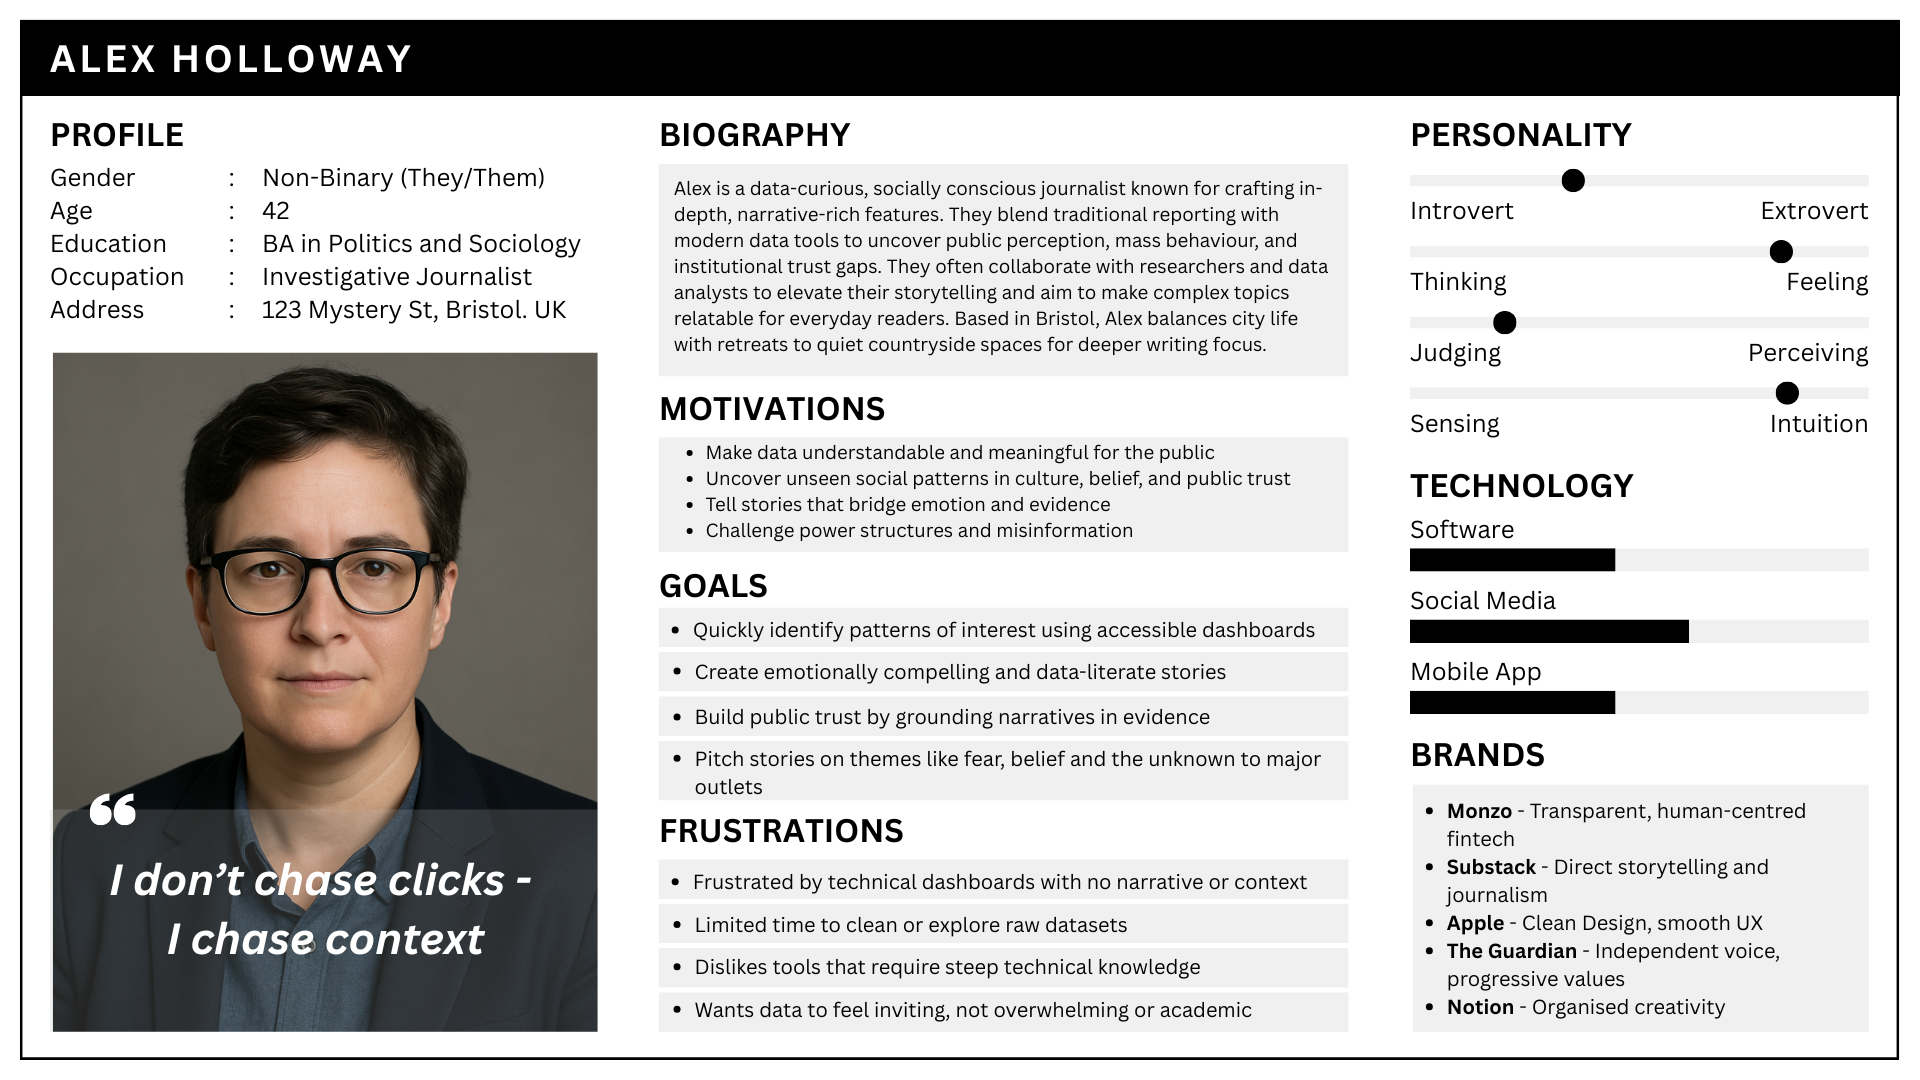 ALEX HOLLOWAY
PROFILE
Gender : Non-Binary (They/Them)
Age : 42
Education : BA in Politics and Sociology
Occupation : Investigative Journalist
Address : 123 Mystery St, Bristol. UK
“
I don’t chase clicks -
I chase context
BIOGRAPHY
Alex is a data-curious, socially conscious journalist known for crafting in-
depth, narrative-rich features. They blend traditional reporting with
modern data tools to uncover public perception, mass behaviour, and
institutional trust gaps. They often collaborate with researchers and data
analysts to elevate their storytelling and aim to make complex topics
relatable for everyday readers. Based in Bristol, Alex balances city life
with retreats to quiet countryside spaces for deeper writing focus.
MOTIVATIONS
• Make data understandable and meaningful for the public
• Uncover unseen social patterns in culture, belief, and public trust
• Tell stories that bridge emotion and evidence
• Challenge power structures and misinformation
GOALS
• Quickly identify patterns of interest using accessible dashboards
• Create emotionally compelling and data-literate stories
• Build public trust by grounding narratives in evidence
• Pitch stories on themes like fear, belief and the unknown to major
outlets
FRUSTRATIONS
• Frustrated by technical dashboards with no narrative or context
• Limited time to clean or explore raw datasets
• Dislikes tools that require steep technical knowledge
• Wants data to feel inviting, not overwhelming or academic
PERSONALITY
Introvert Extrovert
Thinking Feeling
Judging Perceiving
Sensing Intuition
TECHNOLOGY
Software
Social Media
Mobile App
BRANDS
• Monzo - Transparent, human-centred
fintech
• Substack - Direct storytelling and
journalism
• Apple - Clean Design, smooth UX
• The Guardian - Independent voice,
progressive values
• Notion - Organised creativity